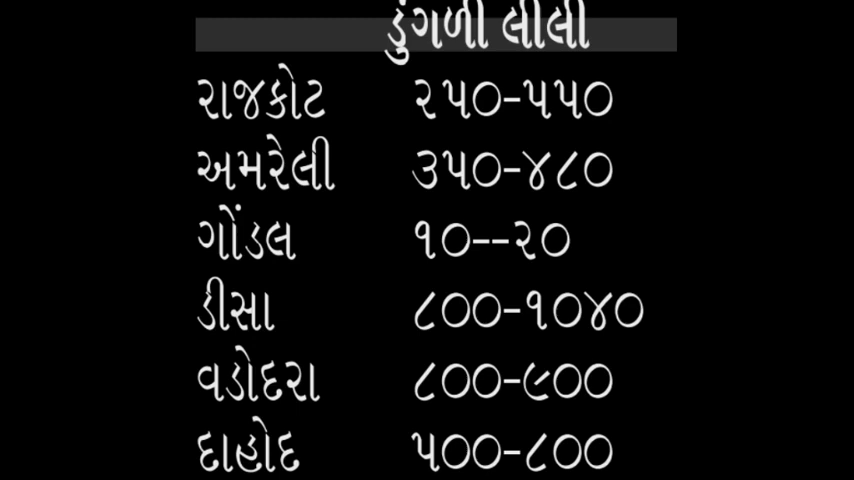 ડુંગળી લીલી
રાજકોટ ૨૫૦-૫૫૦
અમરેલી ૩૫૦-૪૮૦
ગોંડલ ૧૦--૨૦
ડીસા ૮૦૦-૧૦૪૦
વડોદરા ૮૦૦-૯૦૦
દાહોદ ૫૦૦-૮૦૦